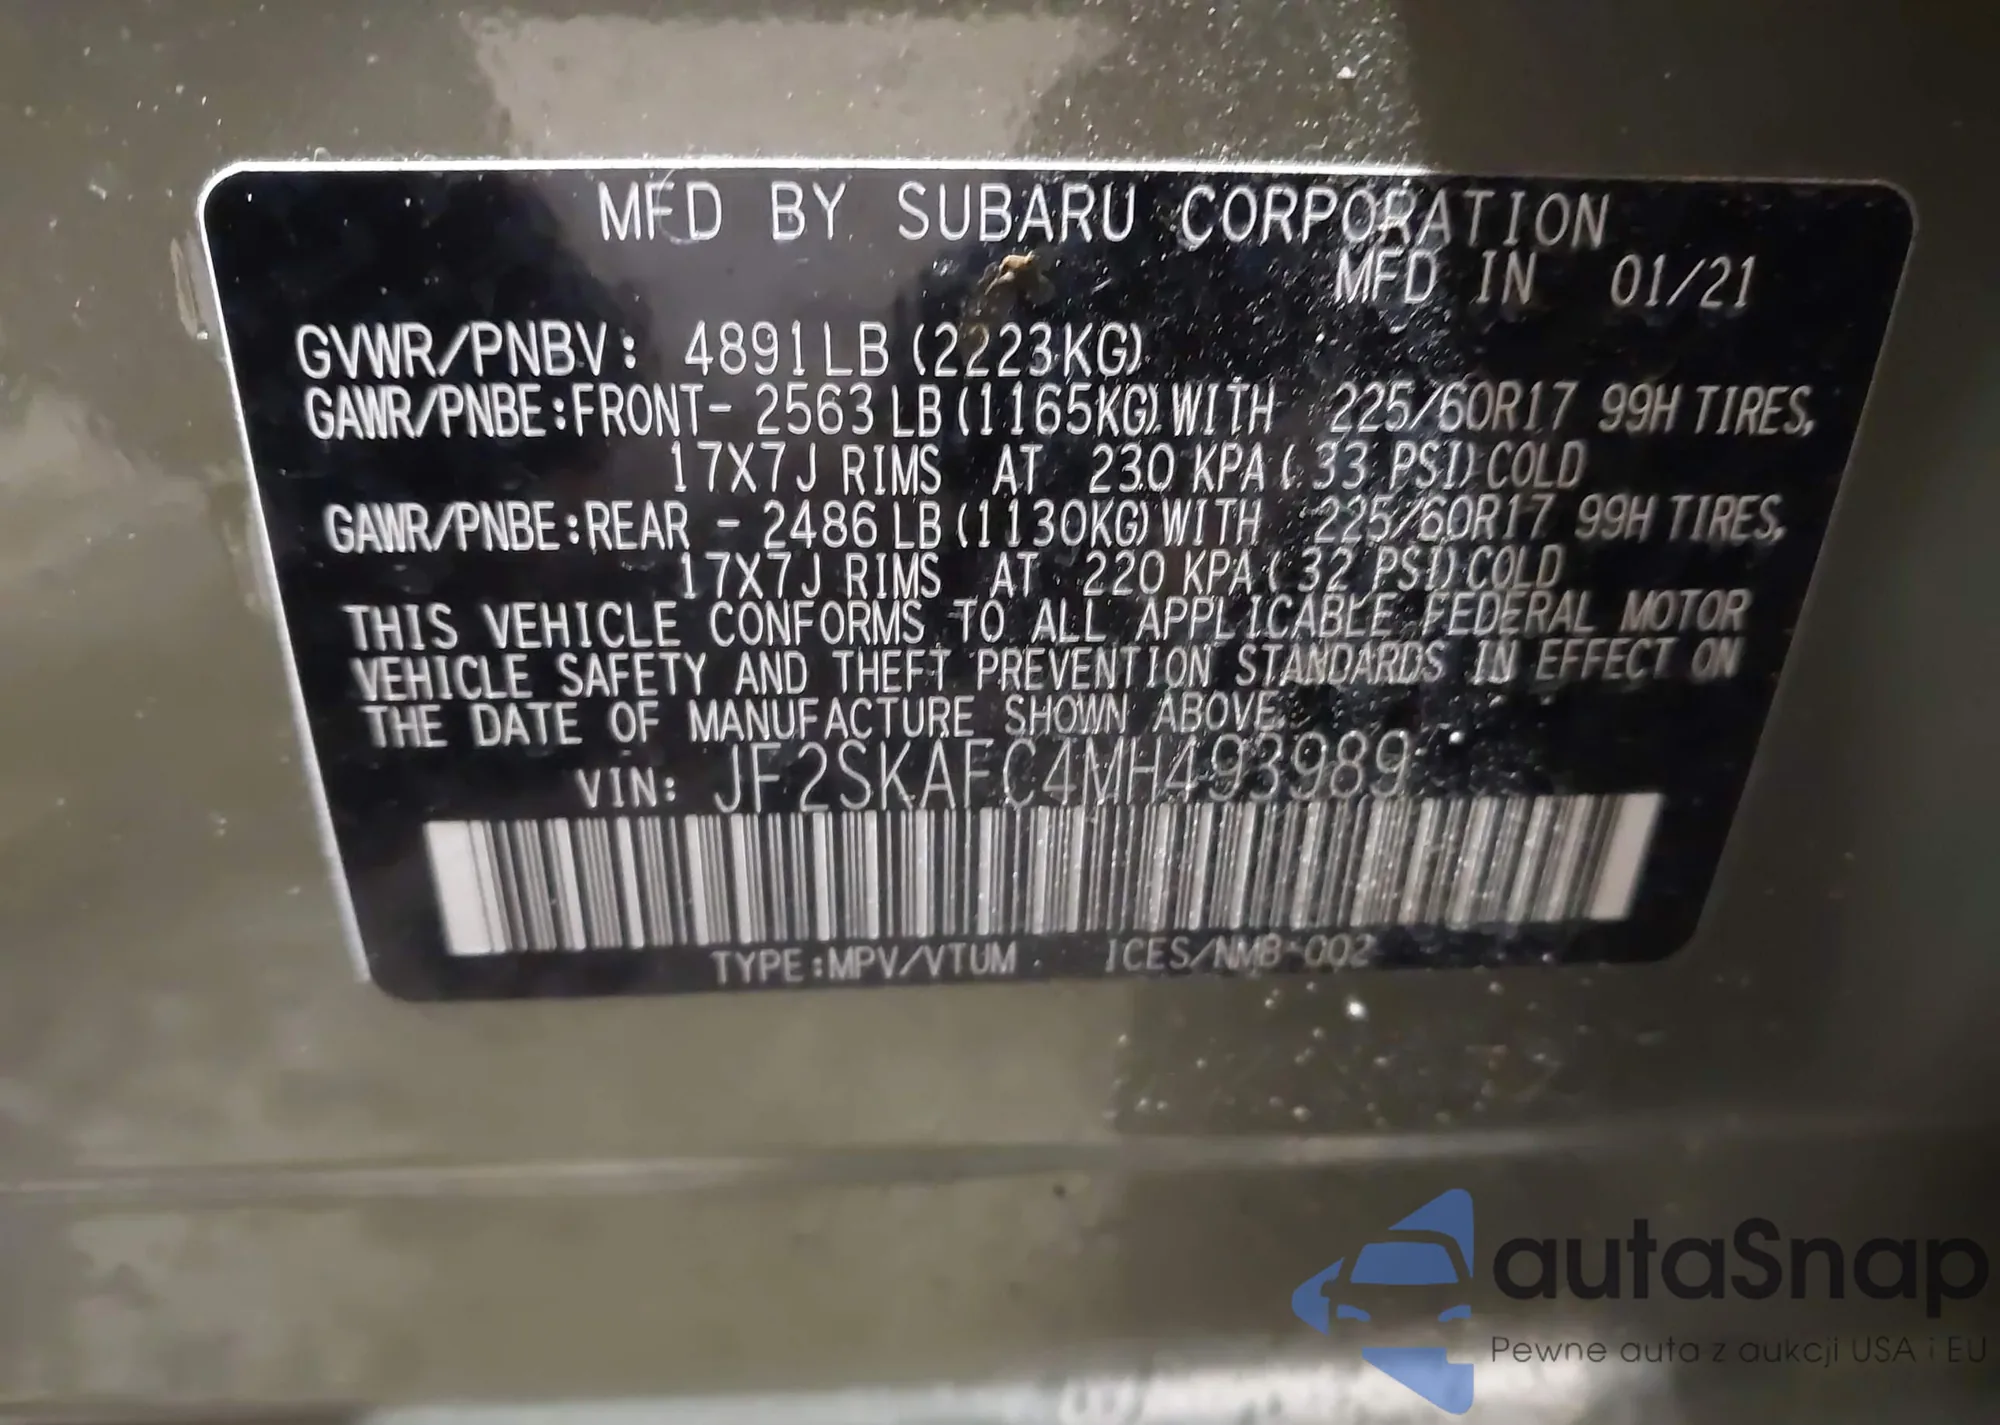 MFD BY SUBARU CORPORATION
MFD IN 01/21
GVWR/PNBV: 4891LB (2223KG)
GAWR/PNBE:FRONT- 2563 LB (1165KG) WITH 225/60R17 99H TIRES,
17X7J RIMS AT 230 KPA ( 33 PSI) COLD
GAWR/PNBE:REAR - 2486 LB (1130KG) WITH 225/60R17 99H TIRES,
17X7J RIMS AT 220 KPA ( 32 PSI) COLD
THIS VEHICLE CONFORMS TO ALL APPLICABLE FEDERAL MOTOR
VEHICLE SAFETY AND THEFT PREVENTION STANDARDS IN EFFECT ON
THE DATE OF MANUFACTURE SHOWN ABOVE.
VIN: JF2SKAFC4MH493989
TYPE:MPV/VTUM ICES/NMB-002
autaSnap
Pewne auta z aukcji USA i EU